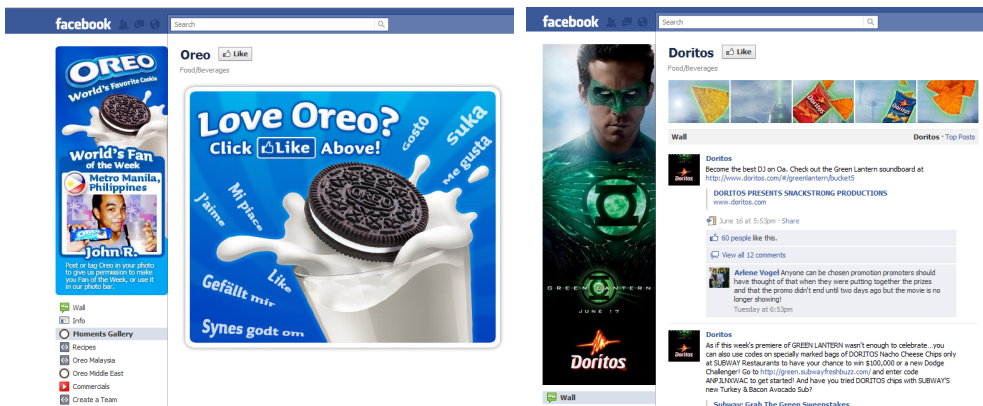 facebook
Search
OREO
World's Favorite Cookie
World's Fan
of the Week
Metro Manila,
Philippines
John R.
Post or tag Oreo in your photo
to give us permission to make
you Fan of the Week, or use it
in our photo bar.
Wall
Info
Moments Gallery
Recipes
Oreo Malaysia
Oreo Middle East
Commercials
Create a Team
Oreo
Like
Food/Beverages
Love Oreo?
Click Like Above!
Gosto
Suka
Me gusta
Mi piace
J'aime
Like
Gefällt mir
Synes godt om
facebook
Search
GREEN LANTERN
JUNE 17
Doritos
Wall
Doritos
Like
Food/Beverages
Doritos
Doritos
Wall
Doritos · Top Posts
Doritos
Doritos
Become the best DJ on Oa. Check out the Green Lantern soundboard at
http://www.doritos.com/#/greenlantern/bucket5
DORITOS PRESENTS SNACKSTRONG PRODUCTIONS
www.doritos.com
June 16 at 5:53pm · Share
60 people like this.
View all 12 comments
Arlene Vogel Anyone can be chosen promotion promoters should
have thought of that when they were putting together the prizes
and that the promo didn't end until two days ago but the movie is no
longer showing!
Tuesday at 6:53pm
Doritos
Doritos
As if this week's premiere of GREEN LANTERN wasn't enough to celebrate...you
can also use codes on specially marked bags of DORITOS Nacho Cheese Chips only
at SUBWAY Restaurants to have your chance to win $100,000 or a new Dodge
Challenger! Go to http://green.subwayfreshbuzz.com/ and enter code
ANPJLNXWAC to get started! And have you tried DORITOS chips with SUBWAY'S
new Turkey & Bacon Avocado Sub?
Subway: Grab The Green Sweepstakes